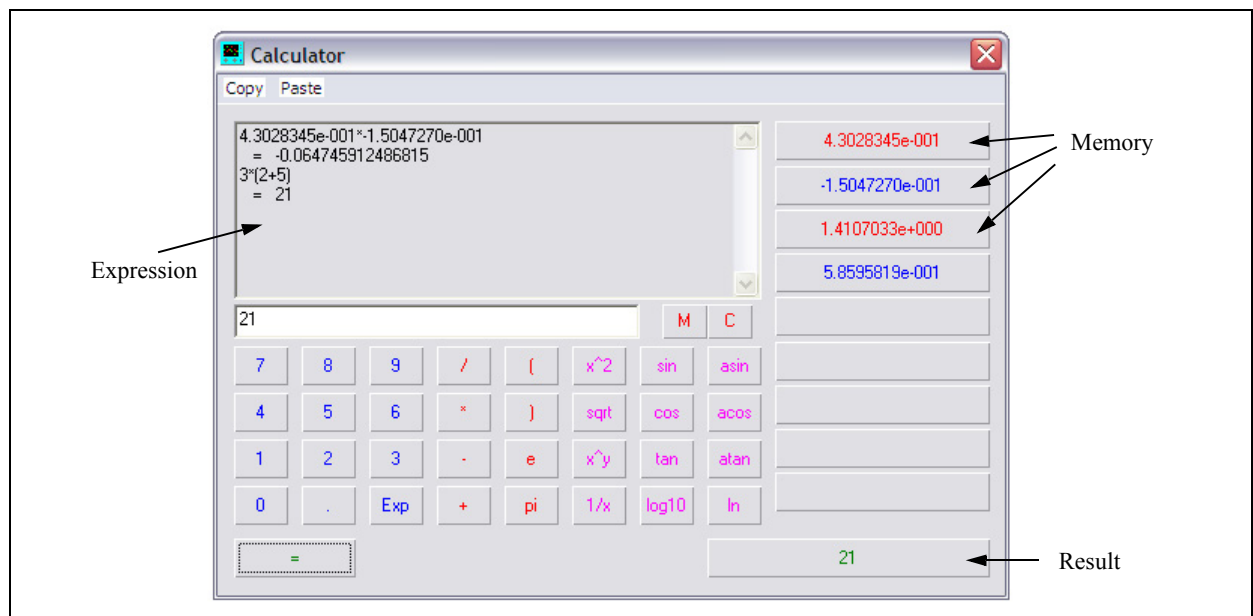 Calculator
Copy Paste
4.3028345e-001*-1.5047270e-001
= -0.064745912486815
3*(2+5)
= 21
Expression
4.3028345e-001
-1.5047270e-001
1.4107033e+000
5.8595819e-001
Memory
21
M C
7 8 9 / ( x^2 sin asin
4 5 6 * ) sqrt cos acos
1 2 3 - e x^y tan atan
0 . Exp + pi 1/x log10 ln
=
21
Result